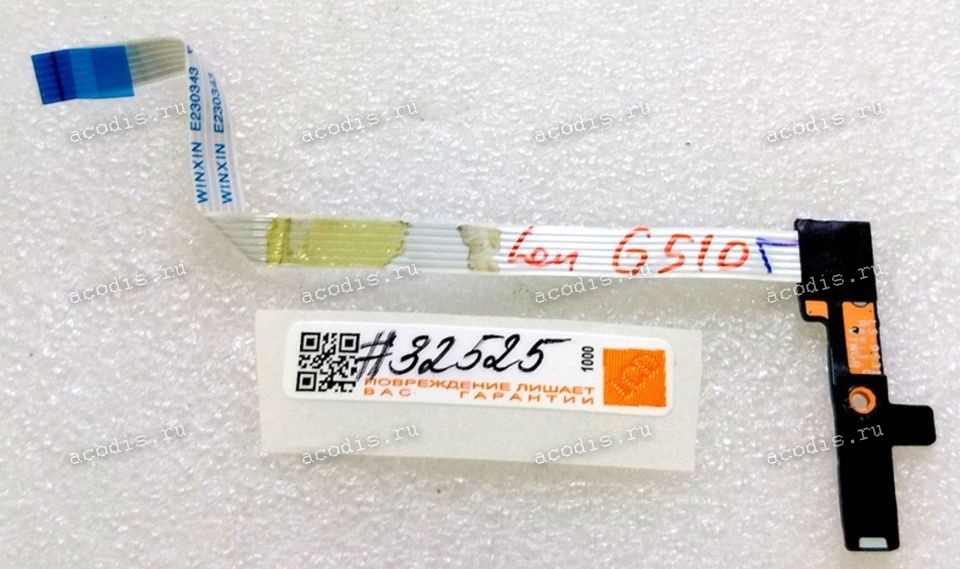 WINXIN E230343
WINXIN E230343
Len G510
#32525
1000
ПОВРЕЖДЕНИЕ ЛИШАЕТ
ВАС ГАРАНТИИ
acodis.ru
acodis.ru
acodis.ru
acodis.ru
acodis.ru
acodis.ru
acodis.ru
acodis.ru
acodis.ru
acodis.ru
acodis.ru
acodis.ru